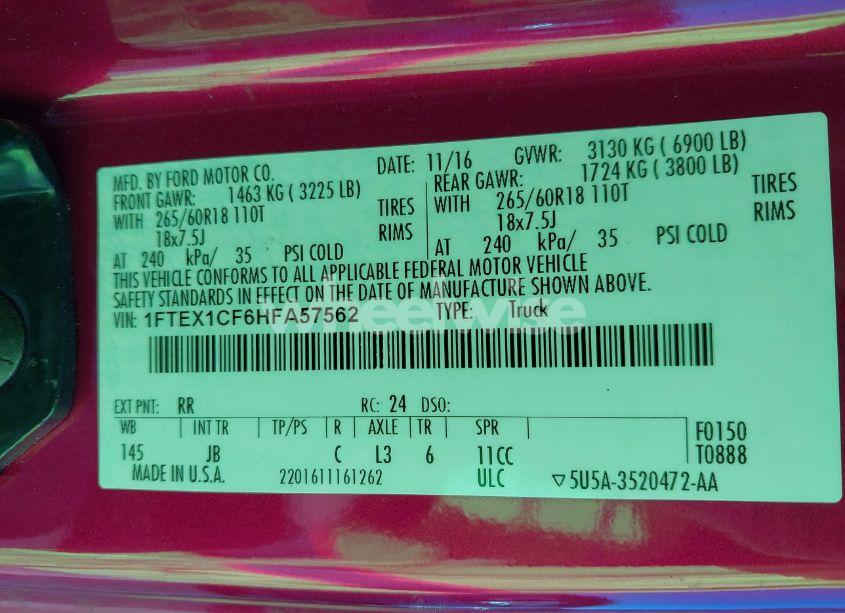 MFD. BY FORD MOTOR CO. DATE: 11/16 GVWR: 3130 KG ( 6900 LB)
FRONT GAWR: 1463 KG ( 3225 LB) REAR GAWR: 1724 KG ( 3800 LB)
WITH 265/60R18 110T TIRES WITH 265/60R18 110T TIRES
18x7.5J RIMS 18x7.5J RIMS
AT 240 kPa/ 35 PSI COLD AT 240 kPa/ 35 PSI COLD
THIS VEHICLE CONFORMS TO ALL APPLICABLE FEDERAL MOTOR VEHICLE
SAFETY STANDARDS IN EFFECT ON THE DATE OF MANUFACTURE SHOWN ABOVE.
VIN: 1FTEX1CF6HFA57562 TYPE: Truck
wheelwise
EXT PNT: RR RC: 24 DSO:
WB INT TR TP/PS R AXLE TR SPR F0150
145 JB C L3 6 11CC T0888
MADE IN U.S.A. 2201611161262 ULC ▽5U5A-3520472-AA